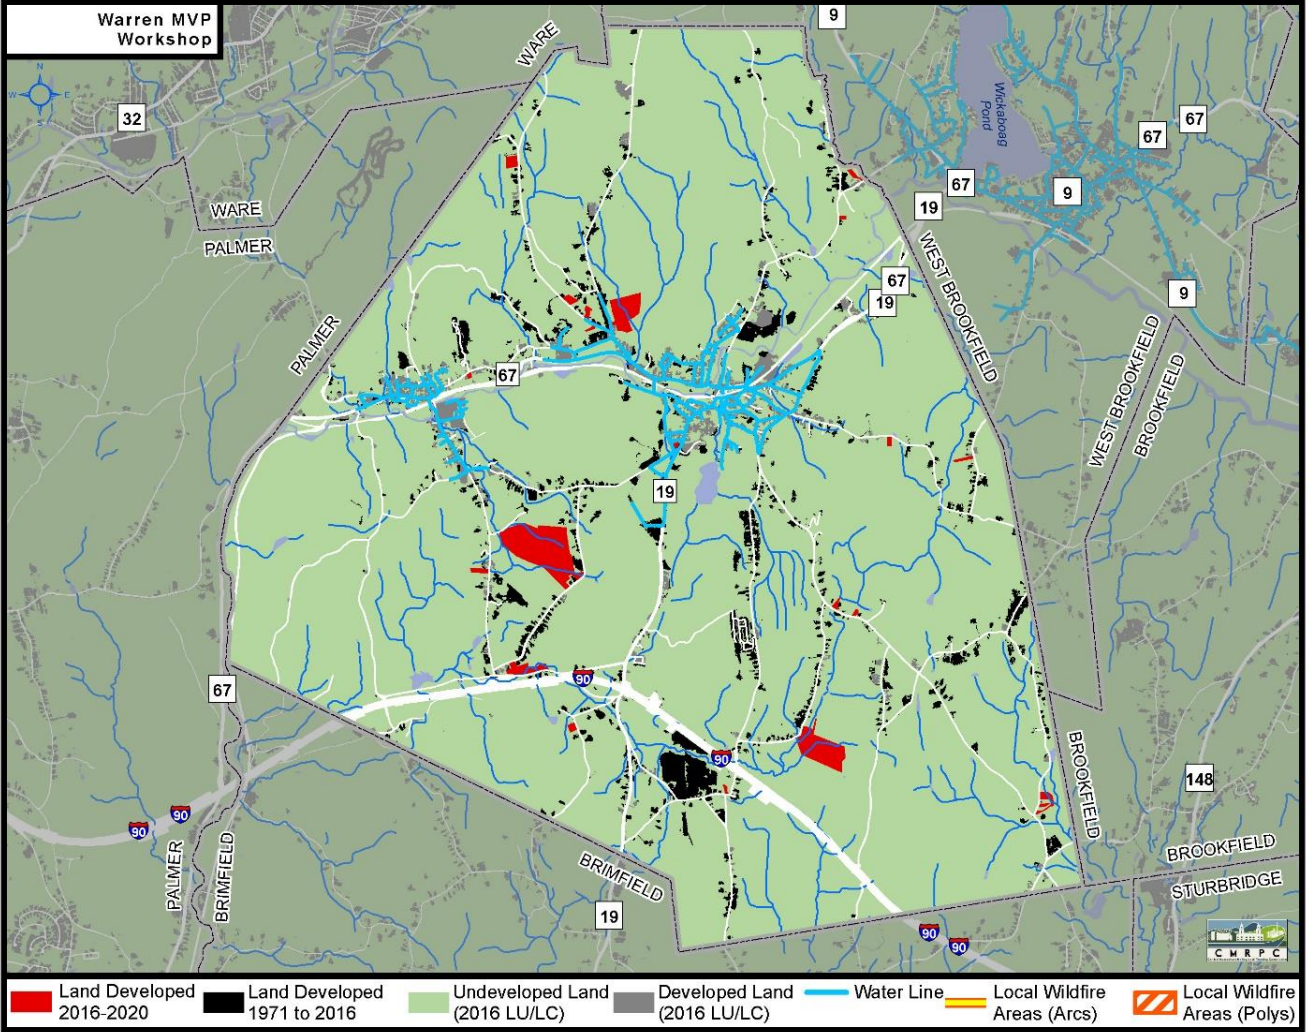 Warren MVP
Workshop
9
WARE
N
W
E
S
32
Wickaboag
Pond
67
67
67
9
19
WARE
PALMER
WEST BROOKFIELD
67
19
9
PALMER
WEST BROOKFIELD
BROOKFIELD
67
19
67
90
90
148
BROOKFIELD
90
90
PALMER
BRIMFIELD
BRIMFIELD
BROOKFIELD
STURBRIDGE
19
90
90
CMRPC
Land Developed
2016-2020
Land Developed
1971 to 2016
Undeveloped Land
(2016 LU/LC)
Developed Land
(2016 LU/LC)
Water Line
Local Wildfire
Areas (Arcs)
Local Wildfire
Areas (Polys)